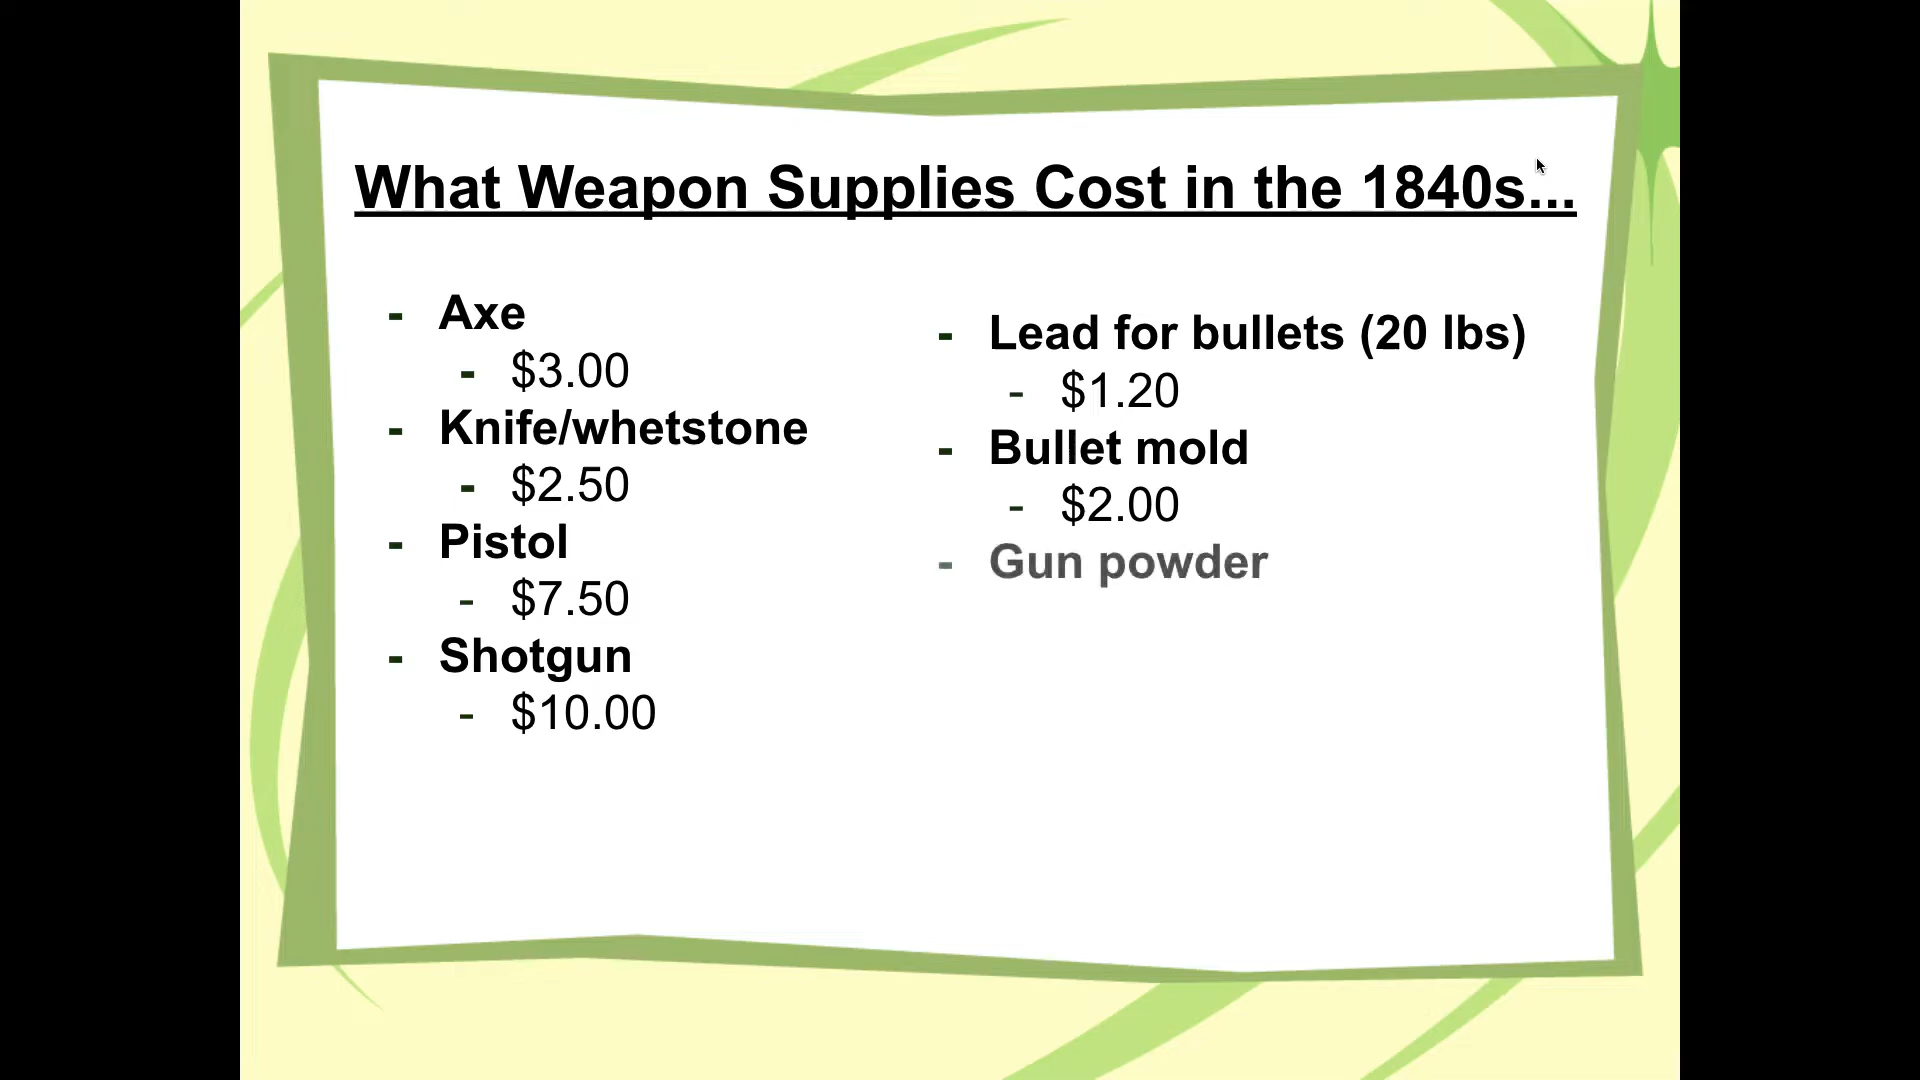 What Weapon Supplies Cost in the 1840s...
- Axe
- $3.00
- Knife/whetstone
- $2.50
- Pistol
- $7.50
- Shotgun
- $10.00
- Lead for bullets (20 lbs)
- $1.20
- Bullet mold
- $2.00
- Gun powder